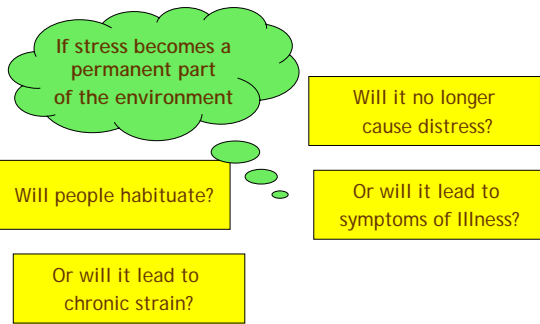 If stress becomes a
permanent part
of the environment
Will it no longer
cause distress?
Will people habituate?
Or will it lead to
symptoms of Illness?
Or will it lead to
chronic strain?